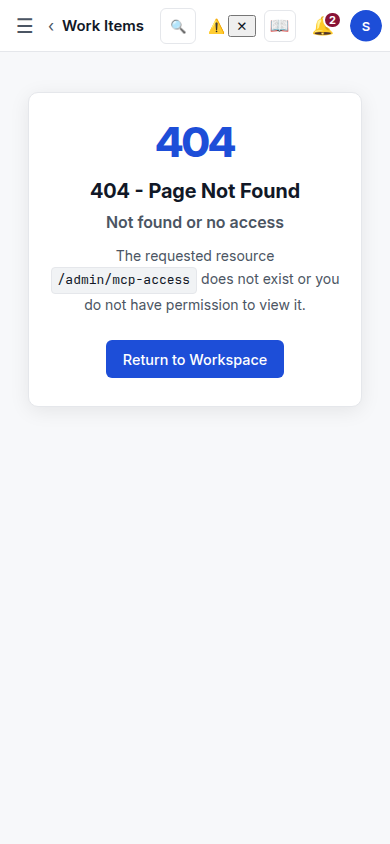 ☰ ‹ Work Items 🔍 ⚠️ ✕ 📖 🔔 2 S
404
404 - Page Not Found
Not found or no access
The requested resource
/admin/mcp-access does not exist or you
do not have permission to view it.
Return to Workspace